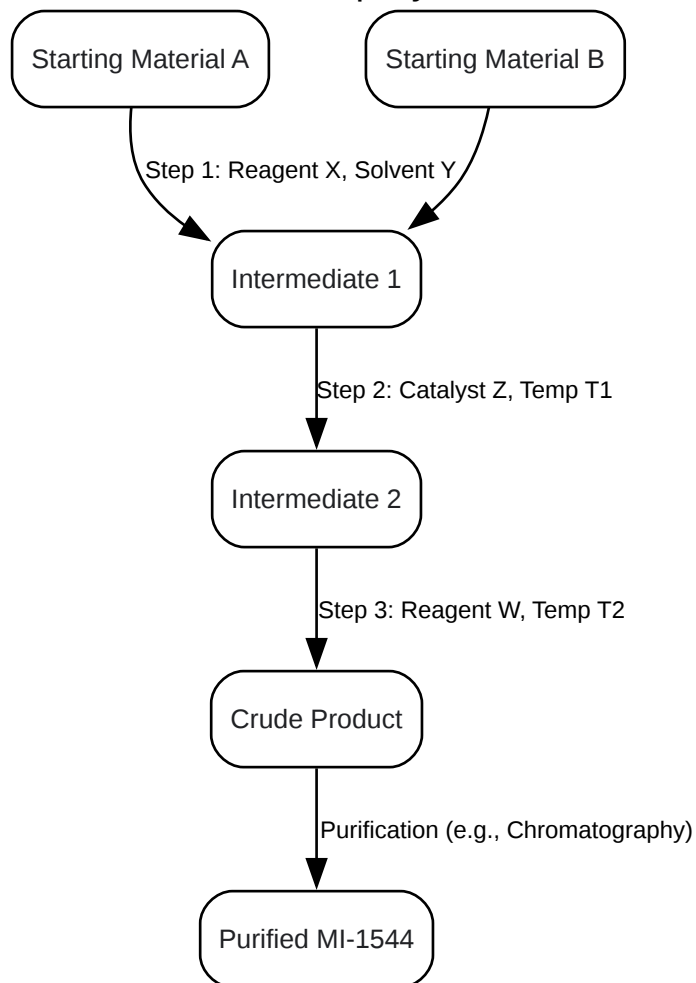 Starting Material A
Starting Material B
Step 1: Reagent X, Solvent Y
Intermediate 1
Step 2: Catalyst Z, Temp T1
Intermediate 2
Step 3: Reagent W, Temp T2
Crude Product
Purification (e.g., Chromatography)
Purified MI-1544